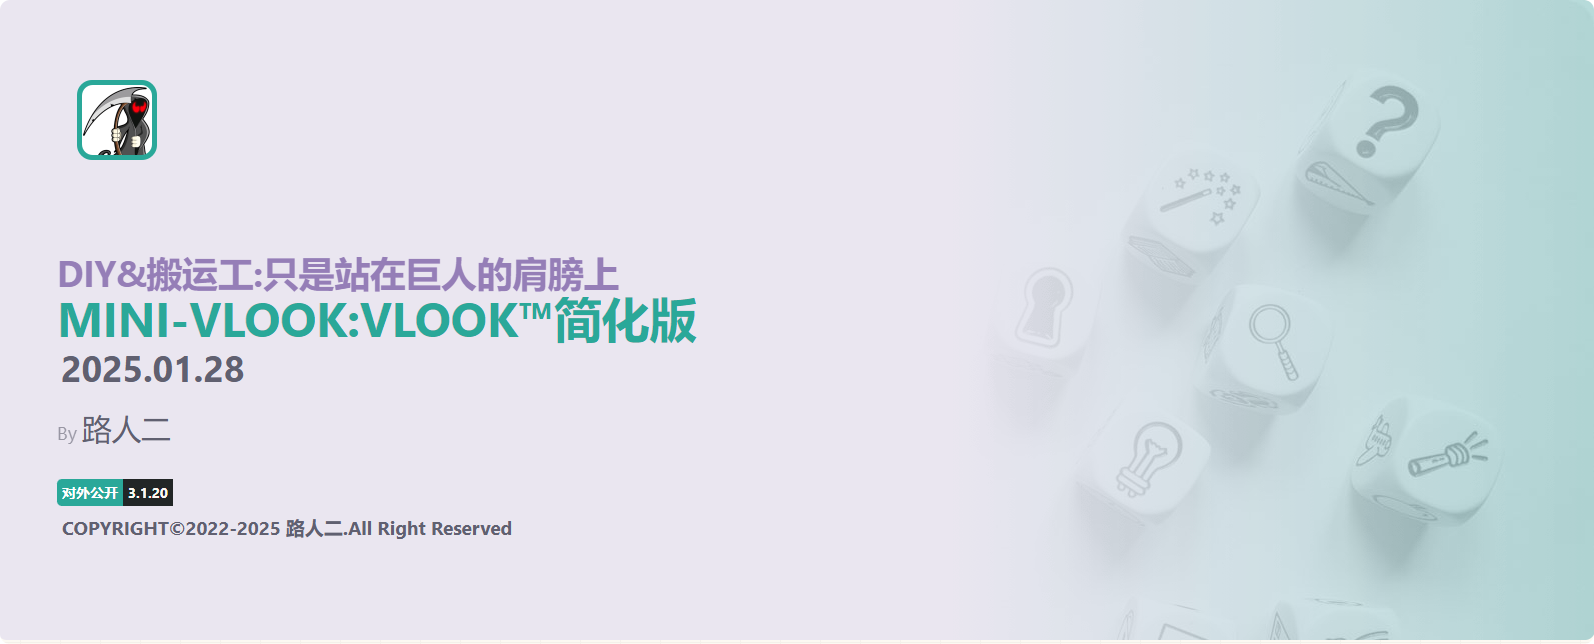 DIY&搬运工:只是站在巨人的肩膀上
MINI-VLOOK:VLOOK™简化版
2025.01.28
By 路人二
对外公开 3.1.20
COPYRIGHT©2022-2025 路人二.All Right Reserved